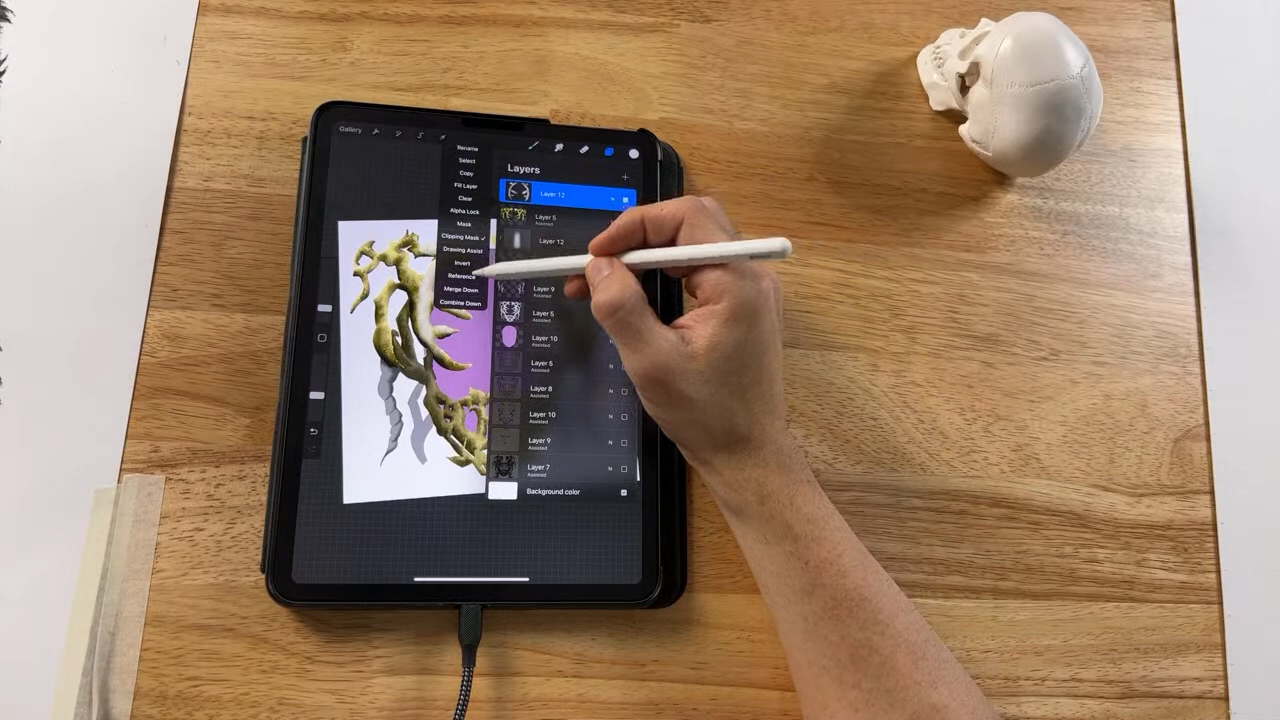 Gallery
Rename
Select
Copy
Fill Layer
Clear
Alpha Lock
Mask
Clipping Mask ✓
Drawing Assist
Invert
Reference
Merge Down
Combine Down
Layers
Layer 12 N
Layer 5
Assisted
Layer 12
Layer 9
Assisted
Layer 5
Assisted
Layer 10
Assisted
Layer 5 N
Assisted
Layer 8 N
Assisted
Layer 10 N
Assisted
Layer 9 N
Assisted
Layer 7 N
Assisted
Background color